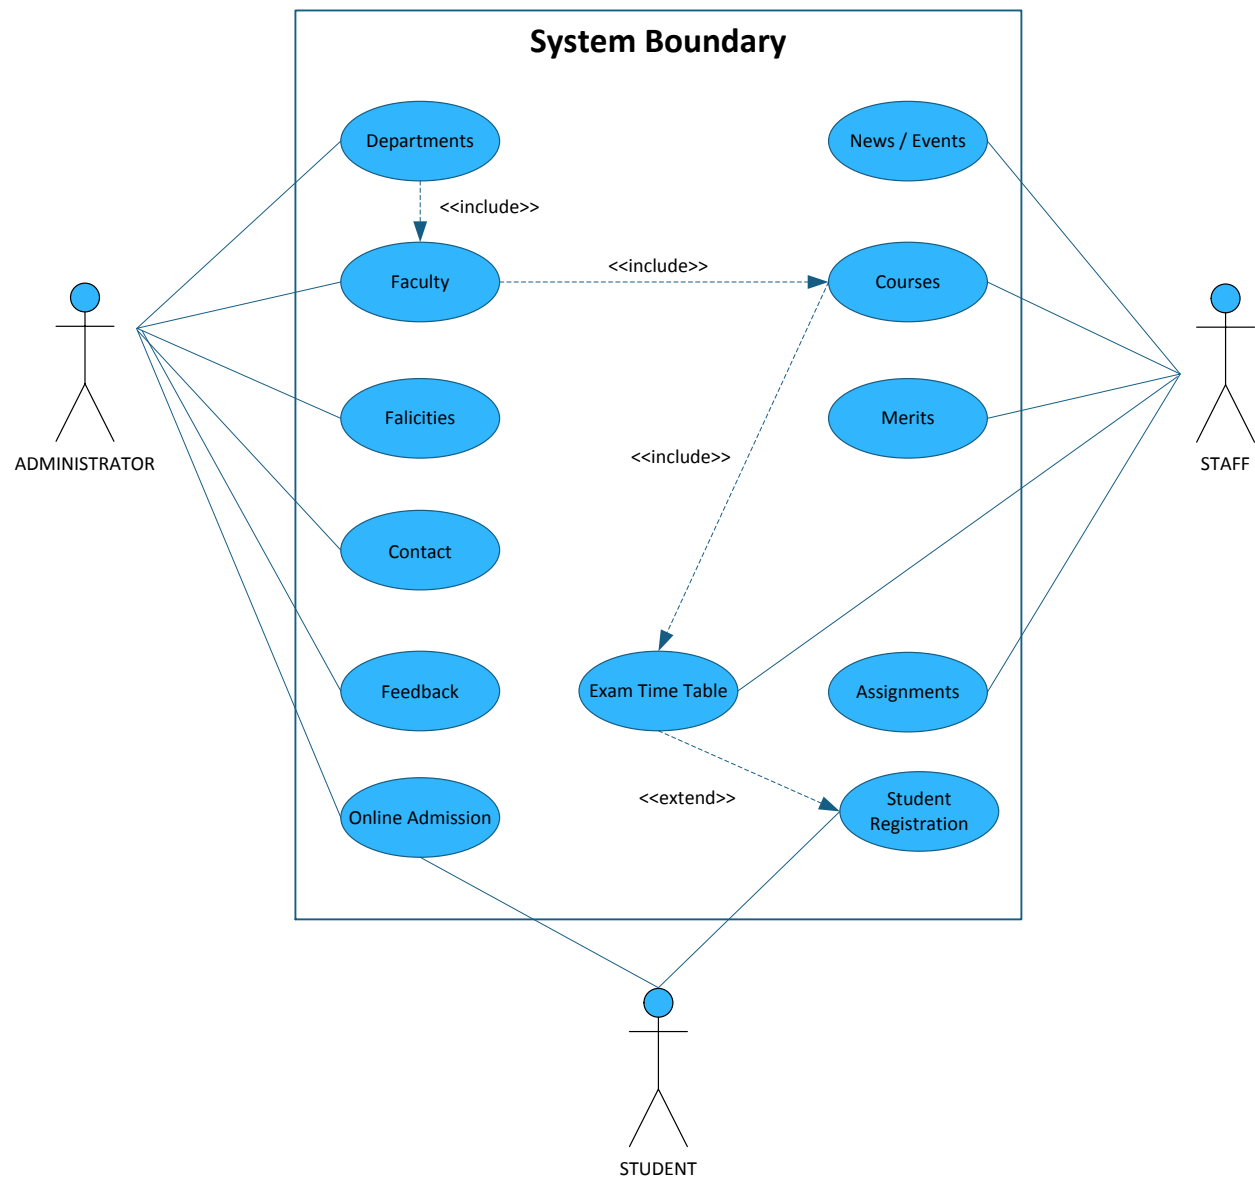 System Boundary
Departments
News / Events
<<include>>
Faculty
<<include>>
Courses
Falicities
Merits
<<include>>
ADMINISTRATOR
STAFF
Contact
Feedback
Exam Time Table
Assignments
Online Admission
<<extend>>
Student
Registration
STUDENT